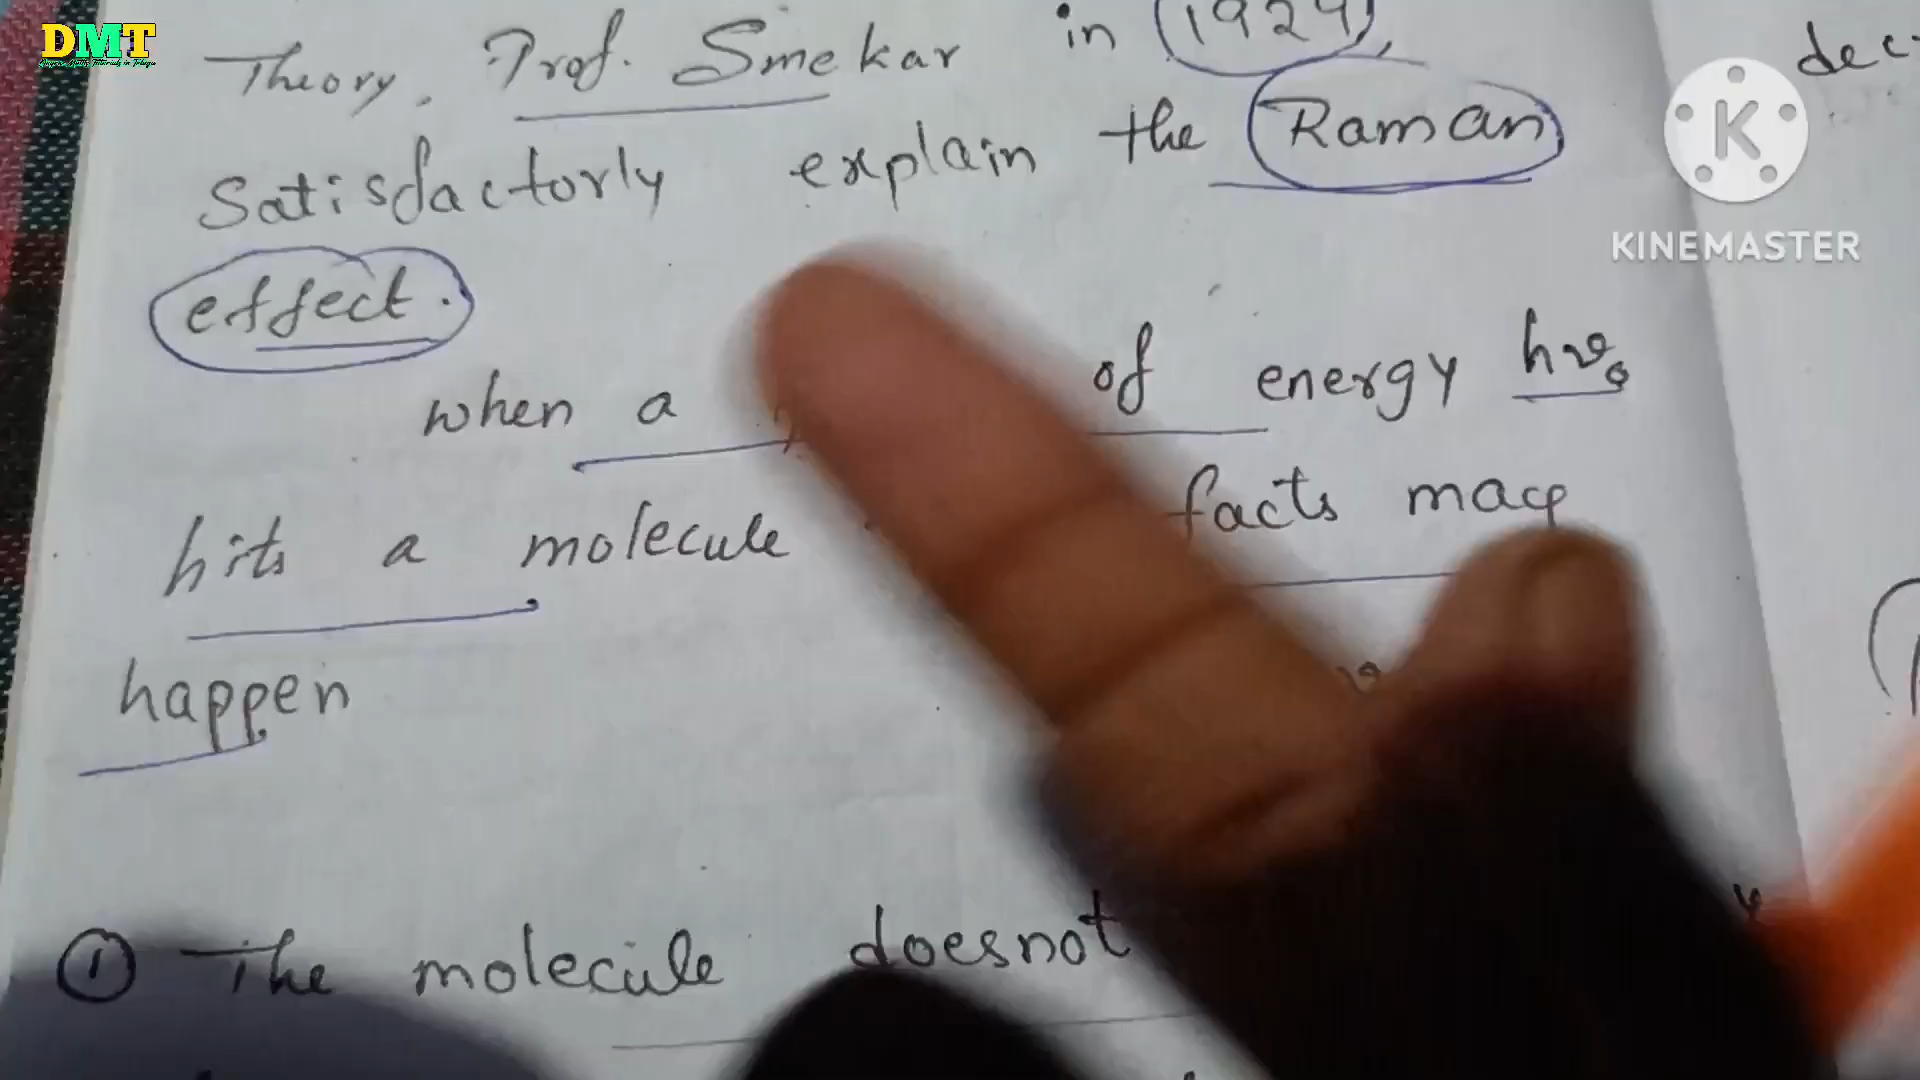 DMT
Theory, Prof. Smekar in 1924,
dec
Satisfactorly explain the Raman
KINEMASTER
effect.
when a of energy hν₀
hits a molecule facts may
happen
① The molecule doesnot